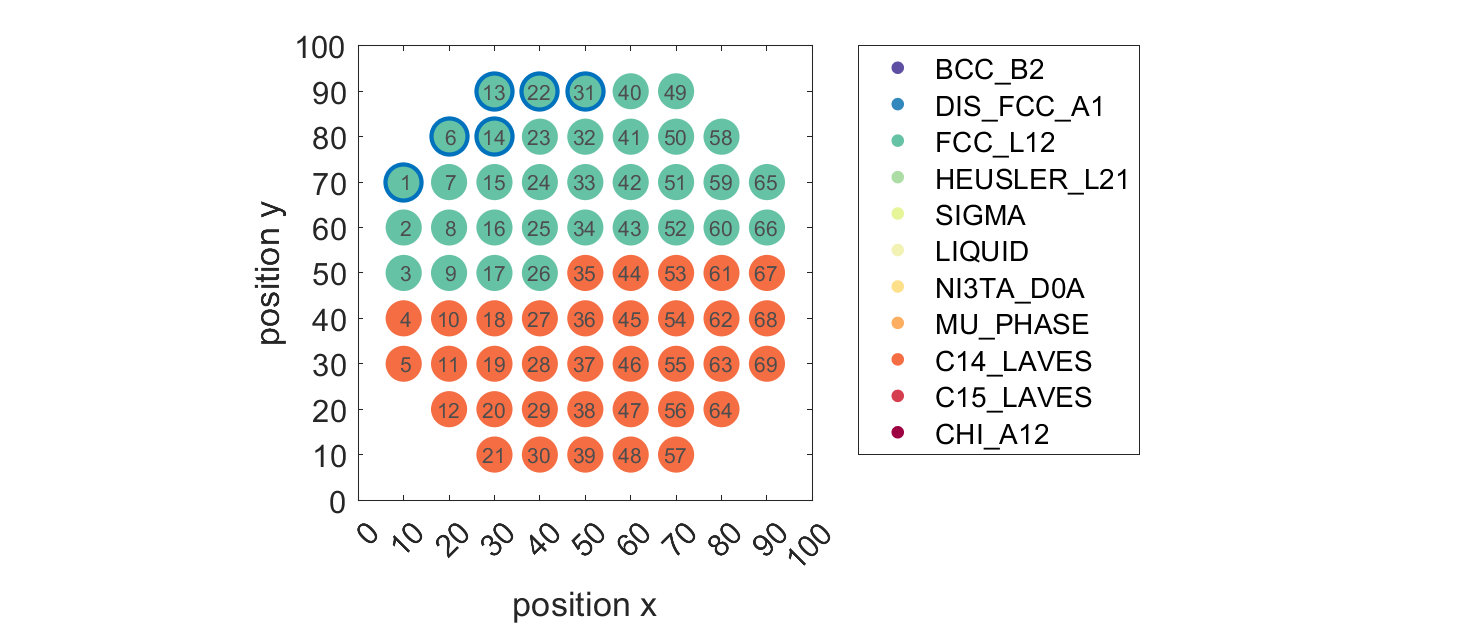 100
90 13 22 31 40 49
80 6 14 23 32 41 50 58
70 1 7 15 24 33 42 51 59 65
60 2 8 16 25 34 43 52 60 66
50 3 9 17 26 35 44 53 61 67
40 4 10 18 27 36 45 54 62 68
30 5 11 19 28 37 46 55 63 69
20 12 20 29 38 47 56 64
10 21 30 39 48 57
0
position y
0 10 20 30 40 50 60 70 80 90 100
position x
BCC_B2
DIS_FCC_A1
FCC_L12
HEUSLER_L21
SIGMA
LIQUID
NI3TA_D0A
MU_PHASE
C14_LAVES
C15_LAVES
CHI_A12